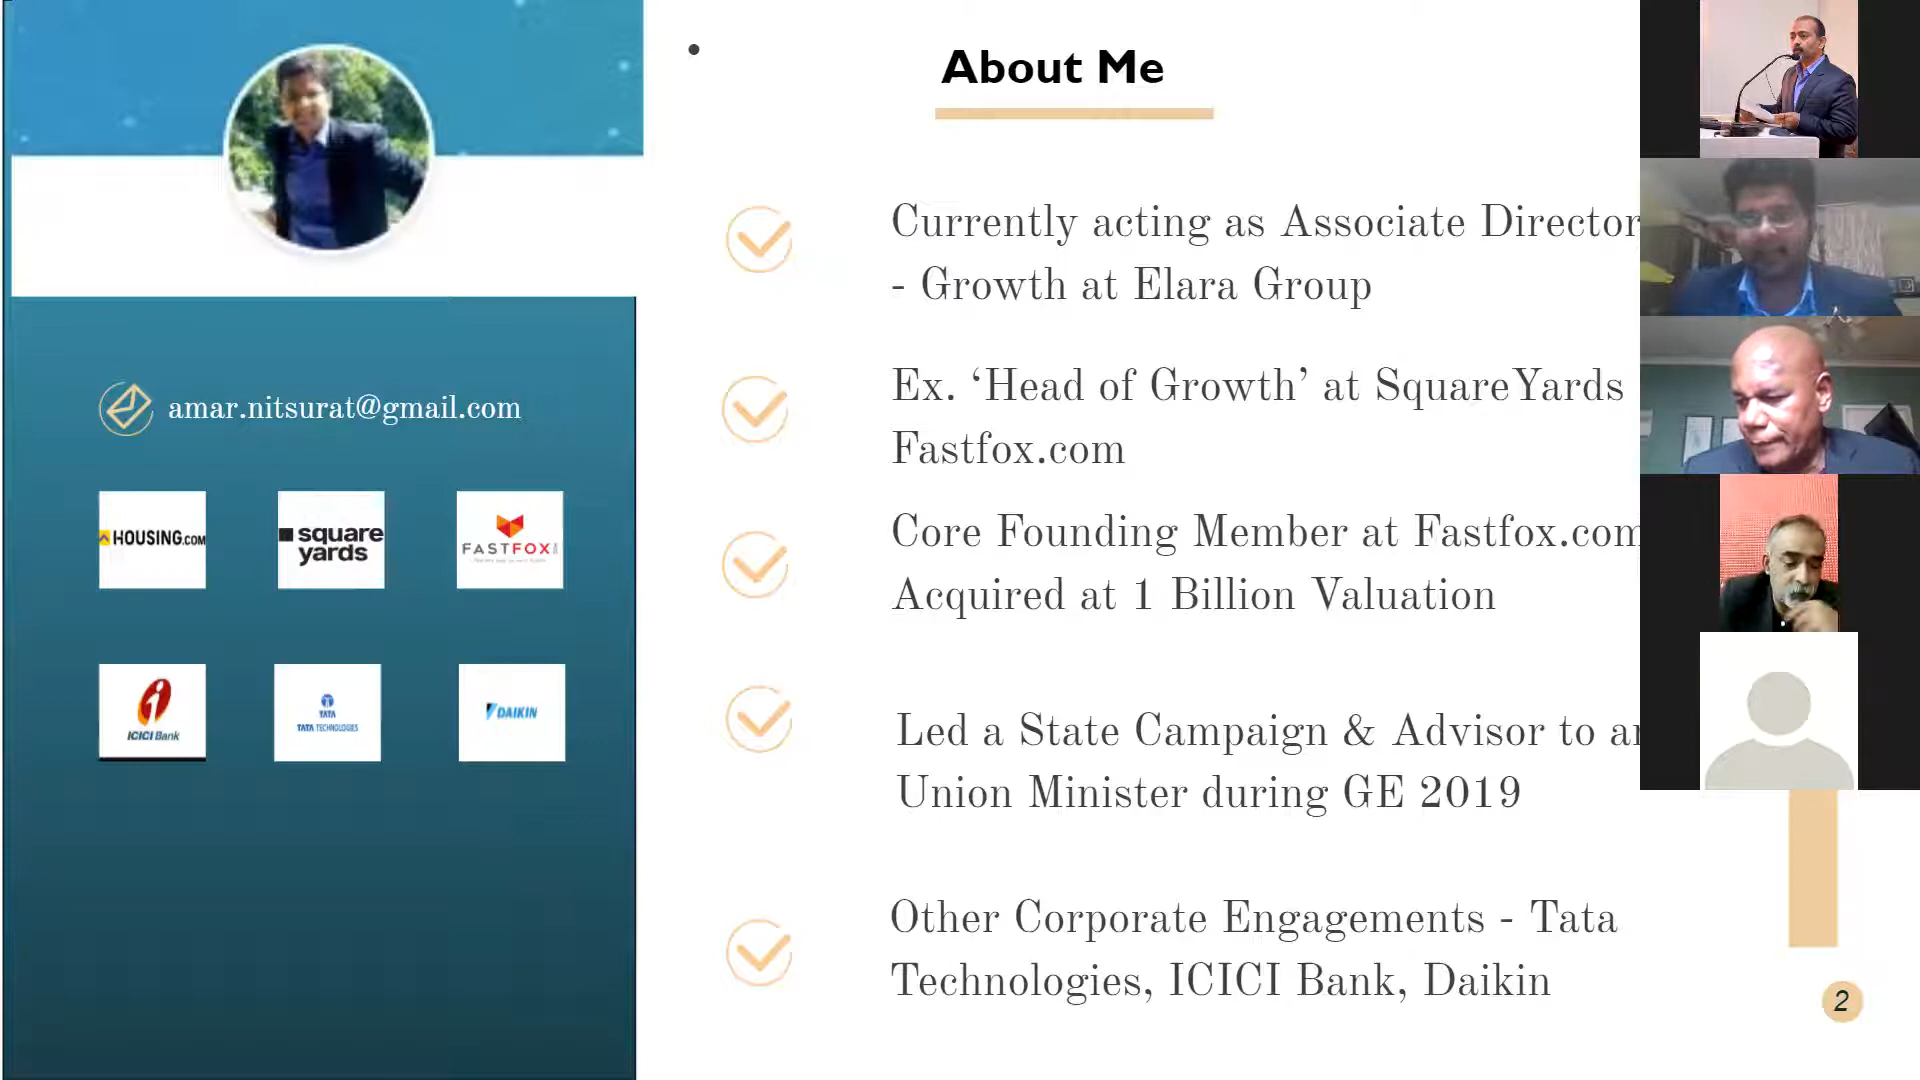 About Me
Currently acting as Associate Director
- Growth at Elara Group
Ex. ‘Head of Growth’ at SquareYards
Fastfox.com
Core Founding Member at Fastfox.com
Acquired at 1 Billion Valuation
Led a State Campaign & Advisor to an
Union Minister during GE 2019
Other Corporate Engagements - Tata
Technologies, ICICI Bank, Daikin
amar.nitsurat@gmail.com
HOUSING.COM
square
yards
FASTFOX
ICICI Bank
TATA
TATA TECHNOLOGIES
DAIKIN
2